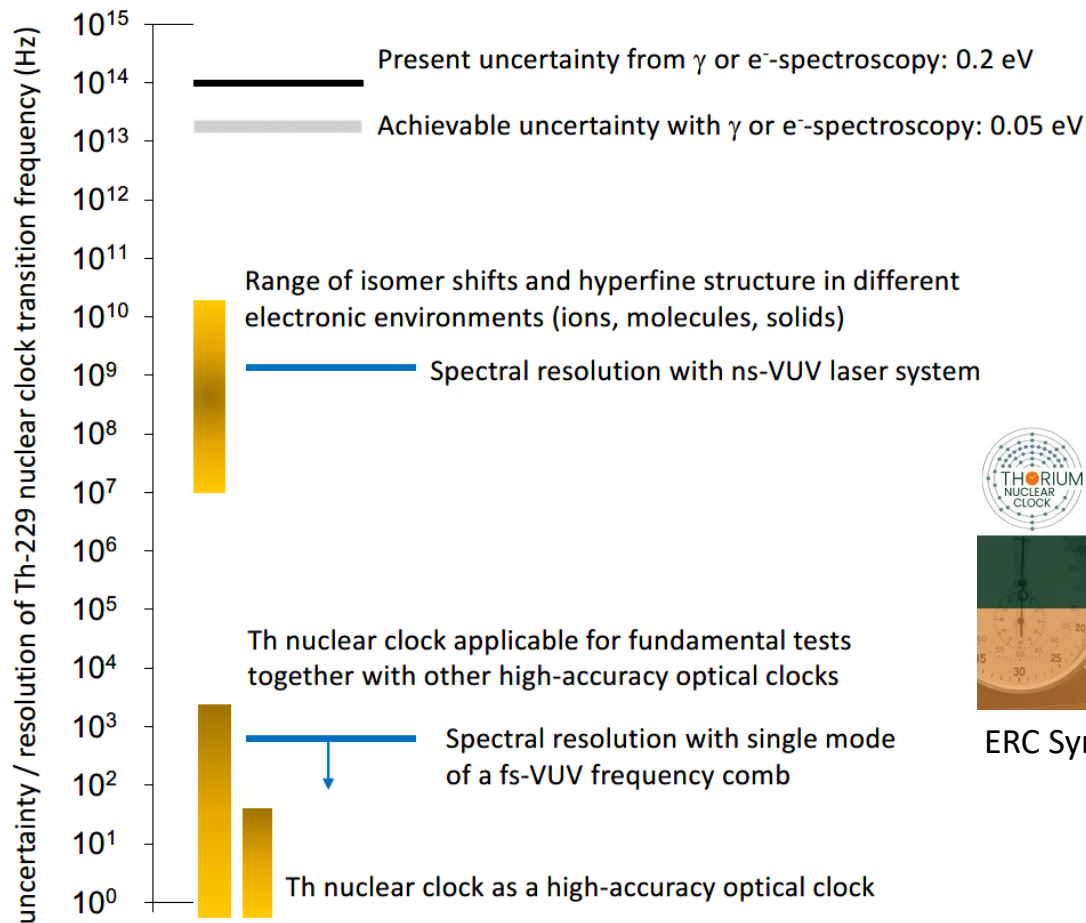 uncertainty / resolution of Th-229 nuclear clock transition frequency (Hz)
10¹⁵
10¹⁴
10¹³
10¹²
10¹¹
10¹⁰
10⁹
10⁸
10⁷
10⁶
10⁵
10⁴
10³
10²
10¹
10⁰
Present uncertainty from γ or e⁻-spectroscopy: 0.2 eV
Achievable uncertainty with γ or e⁻-spectroscopy: 0.05 eV
Range of isomer shifts and hyperfine structure in different
electronic environments (ions, molecules, solids)
Spectral resolution with ns-VUV laser system
THORIUM
NUCLEAR
CLOCK
Th nuclear clock applicable for fundamental tests
together with other high-accuracy optical clocks
Spectral resolution with single mode
of a fs-VUV frequency comb
ERC Syn
Th nuclear clock as a high-accuracy optical clock
20
25
30